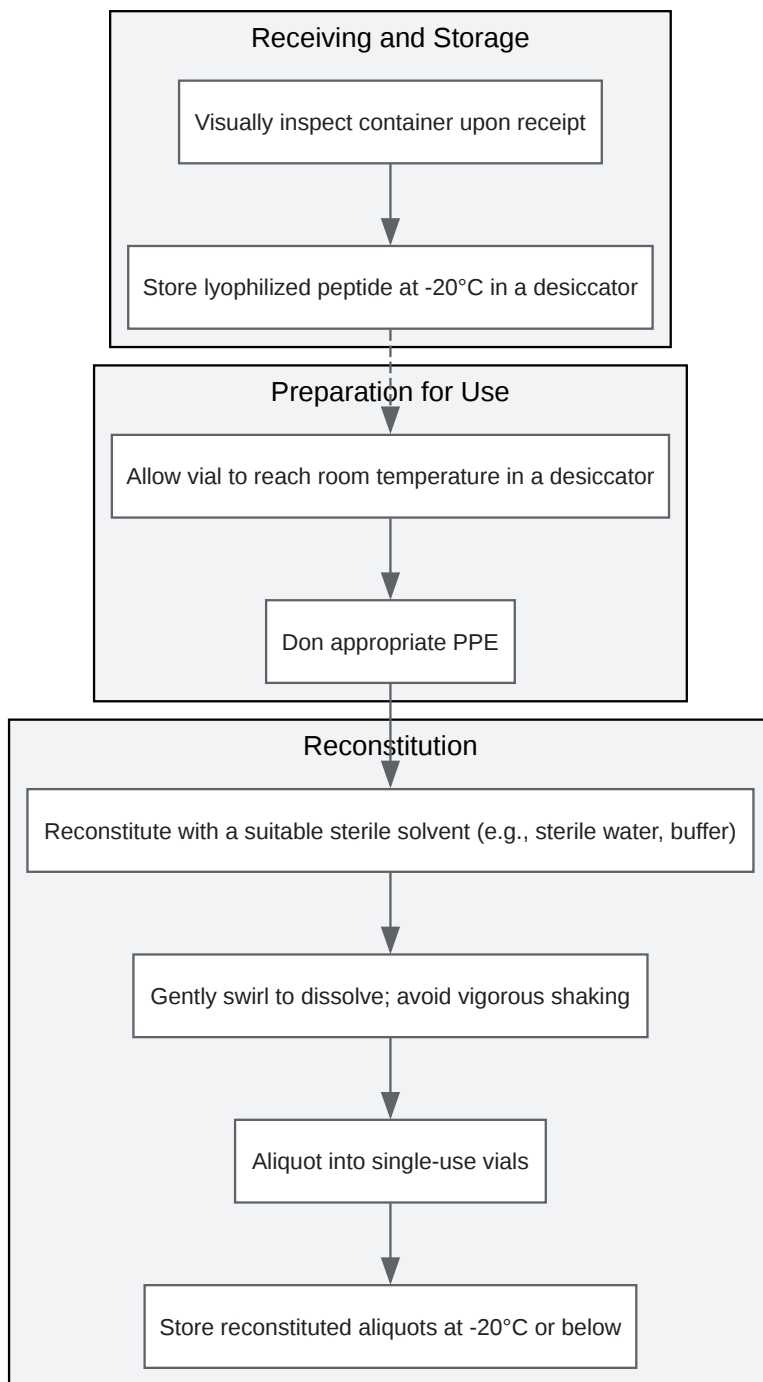 Receiving and Storage
Visually inspect container upon receipt
Store lyophilized peptide at -20°C in a desiccator
Preparation for Use
Allow vial to reach room temperature in a desiccator
Don appropriate PPE
Reconstitution
Reconstitute with a suitable sterile solvent (e.g., sterile water, buffer)
Gently swirl to dissolve; avoid vigorous shaking
Aliquot into single-use vials
Store reconstituted aliquots at -20°C or below